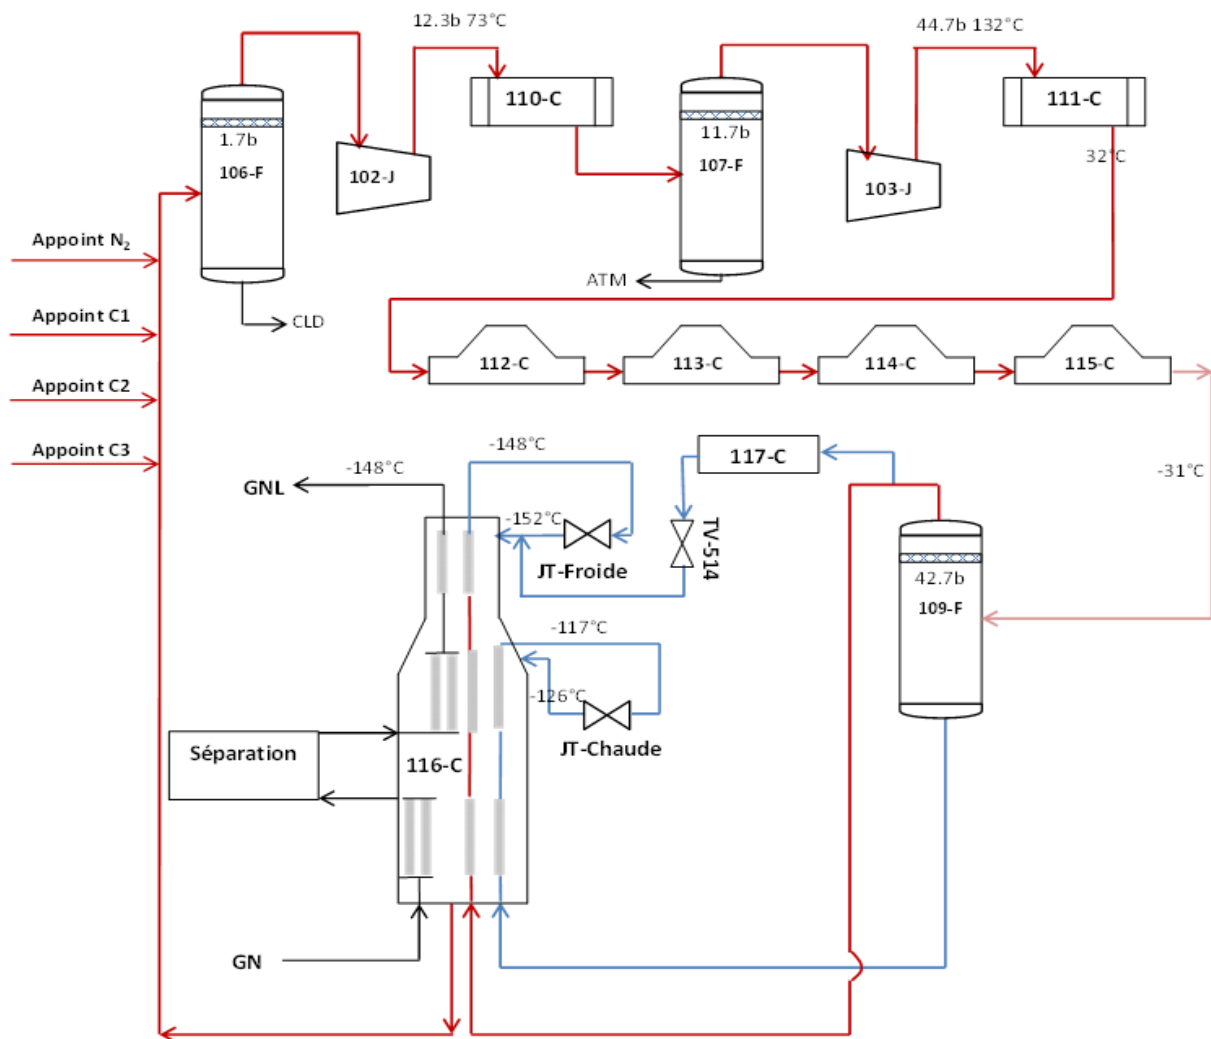 12.3b 73°C
44.7b 132°C
110-C
111-C
1.7b
106-F
102-J
11.7b
107-F
103-J
32°C
Appoint N₂
ATM
Appoint C1
CLD
112-C
113-C
114-C
115-C
Appoint C2
Appoint C3
-148°C
-148°C
117-C
-31°C
GNL
-152°C
TV-514
JT-Froide
42.7b
109-F
-117°C
-126°C
JT-Chaude
Séparation
116-C
GN